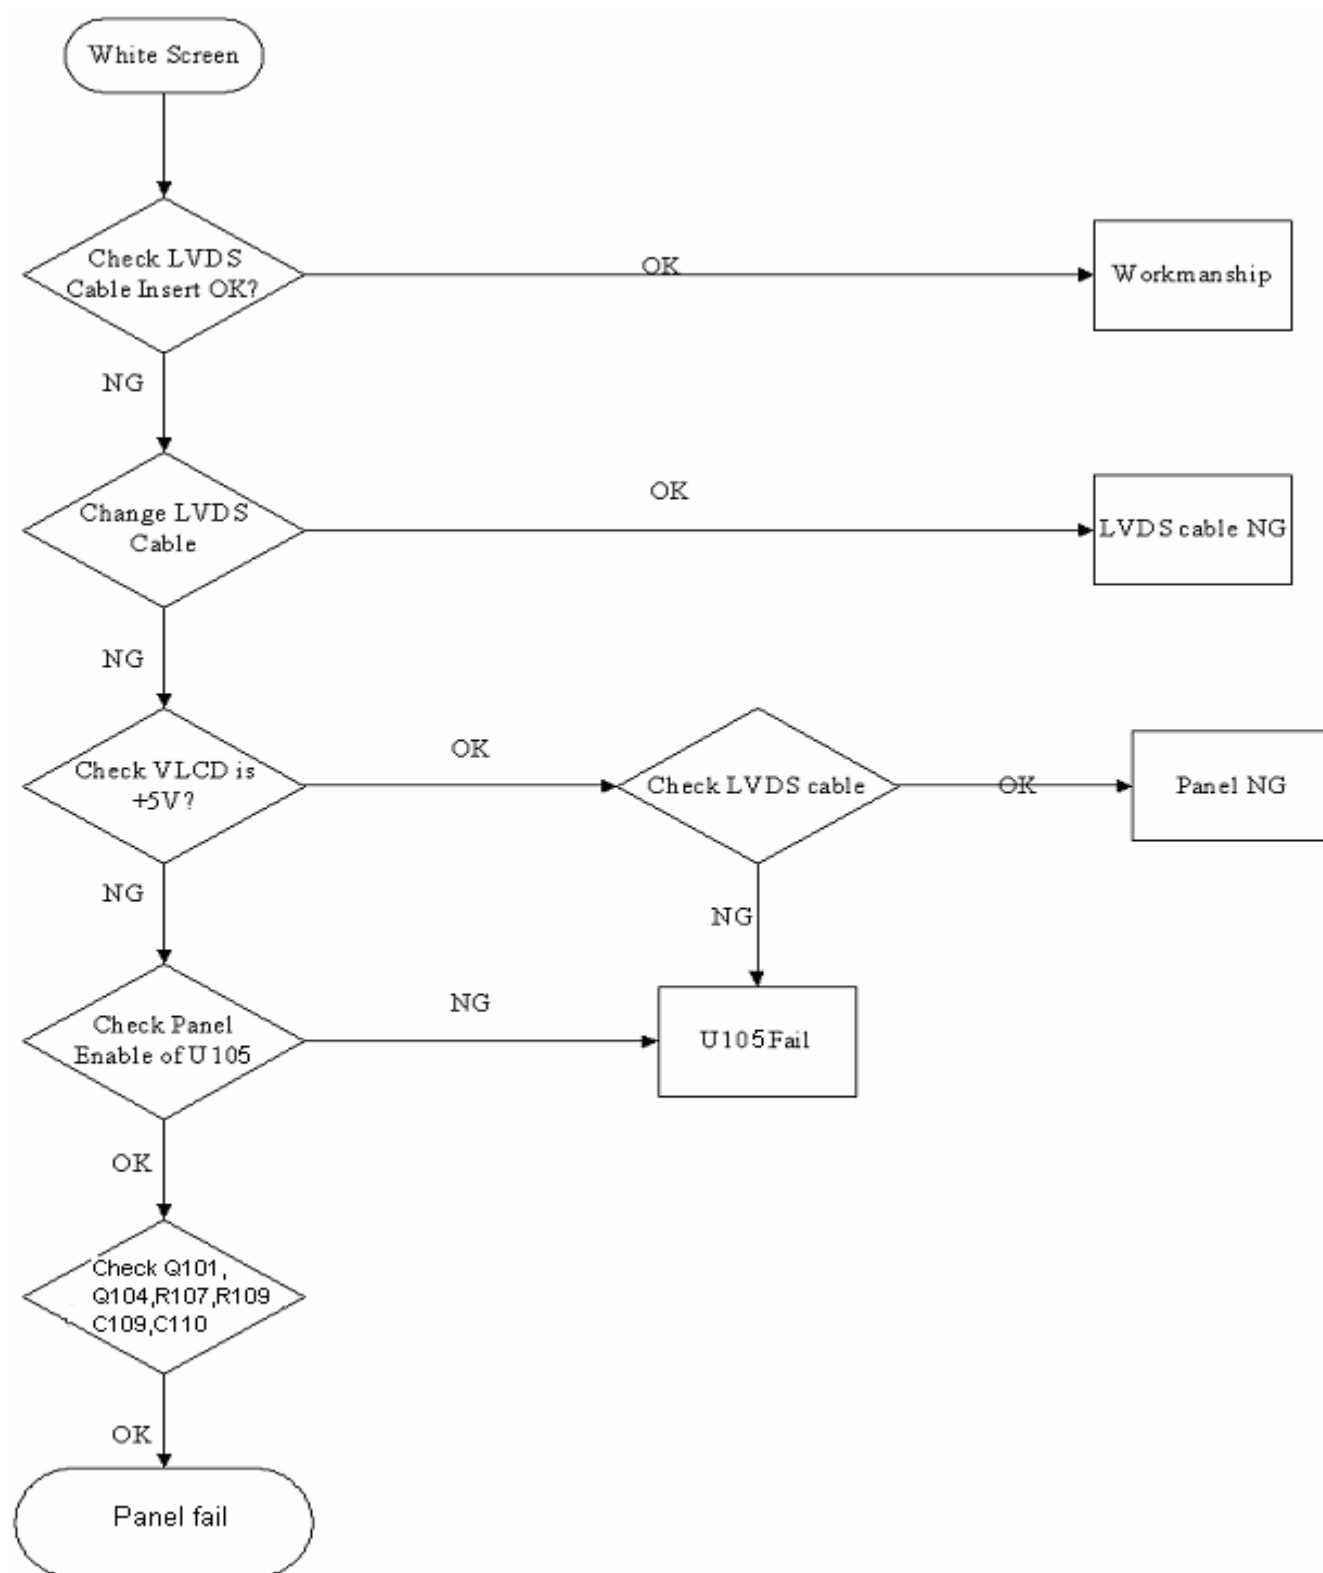 White Screen
Check LVDS
Cable Insert OK?
OK
Workmanship
NG
Change LVDS
Cable
OK
LVDS cable NG
NG
Check VLCD is
+5V?
OK
Check LVDS cable
OK
Panel NG
NG
NG
Check Panel
Enable of U105
NG
U105Fail
OK
Check Q101,
Q104,R107,R109
C109,C110
OK
Panel fail